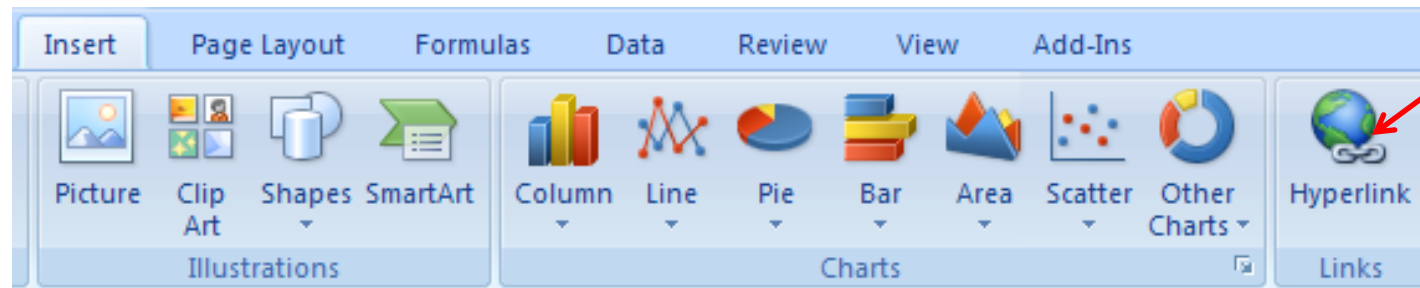 Insert Page Layout Formulas Data Review View Add-Ins
Picture Clip Shapes SmartArt Column Line Pie Bar Area Scatter Other Hyperlink
Art Charts
Illustrations Charts Links